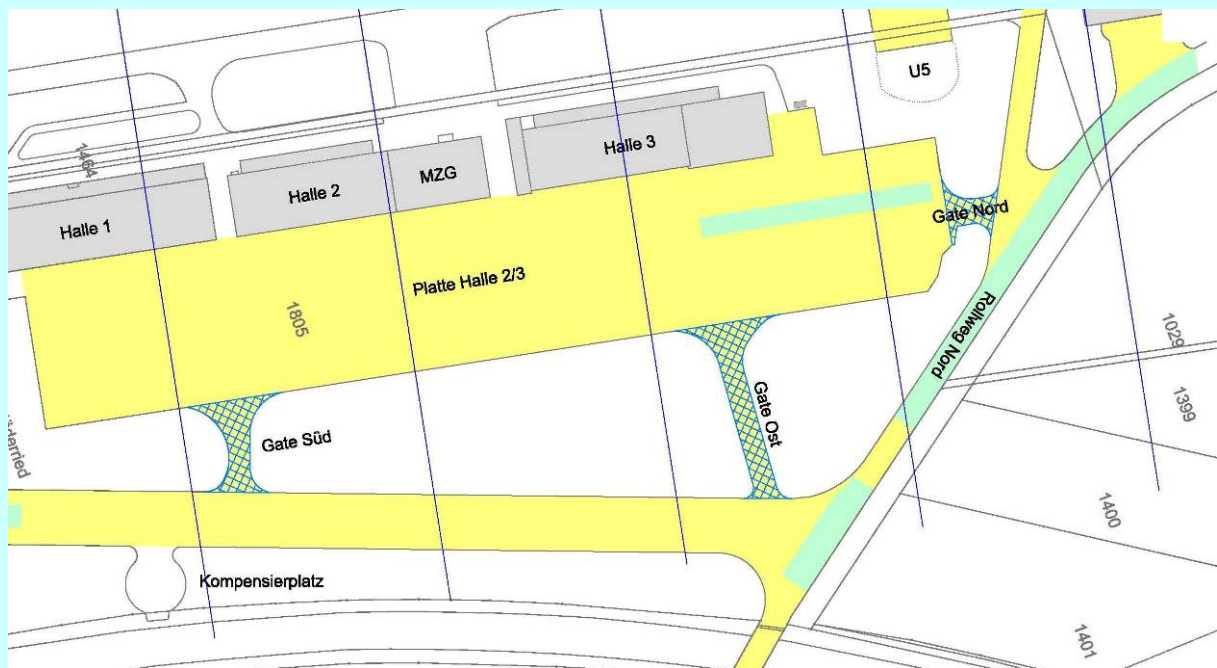 U5
Halle 3
1464
MZG
Halle 2
Gate Nord
Halle 1
Platte Halle 2/3
1805
Rollweg Nord
1029
1399
Gate Ost
Gate Süd
1400
Kompensierplatz
1401